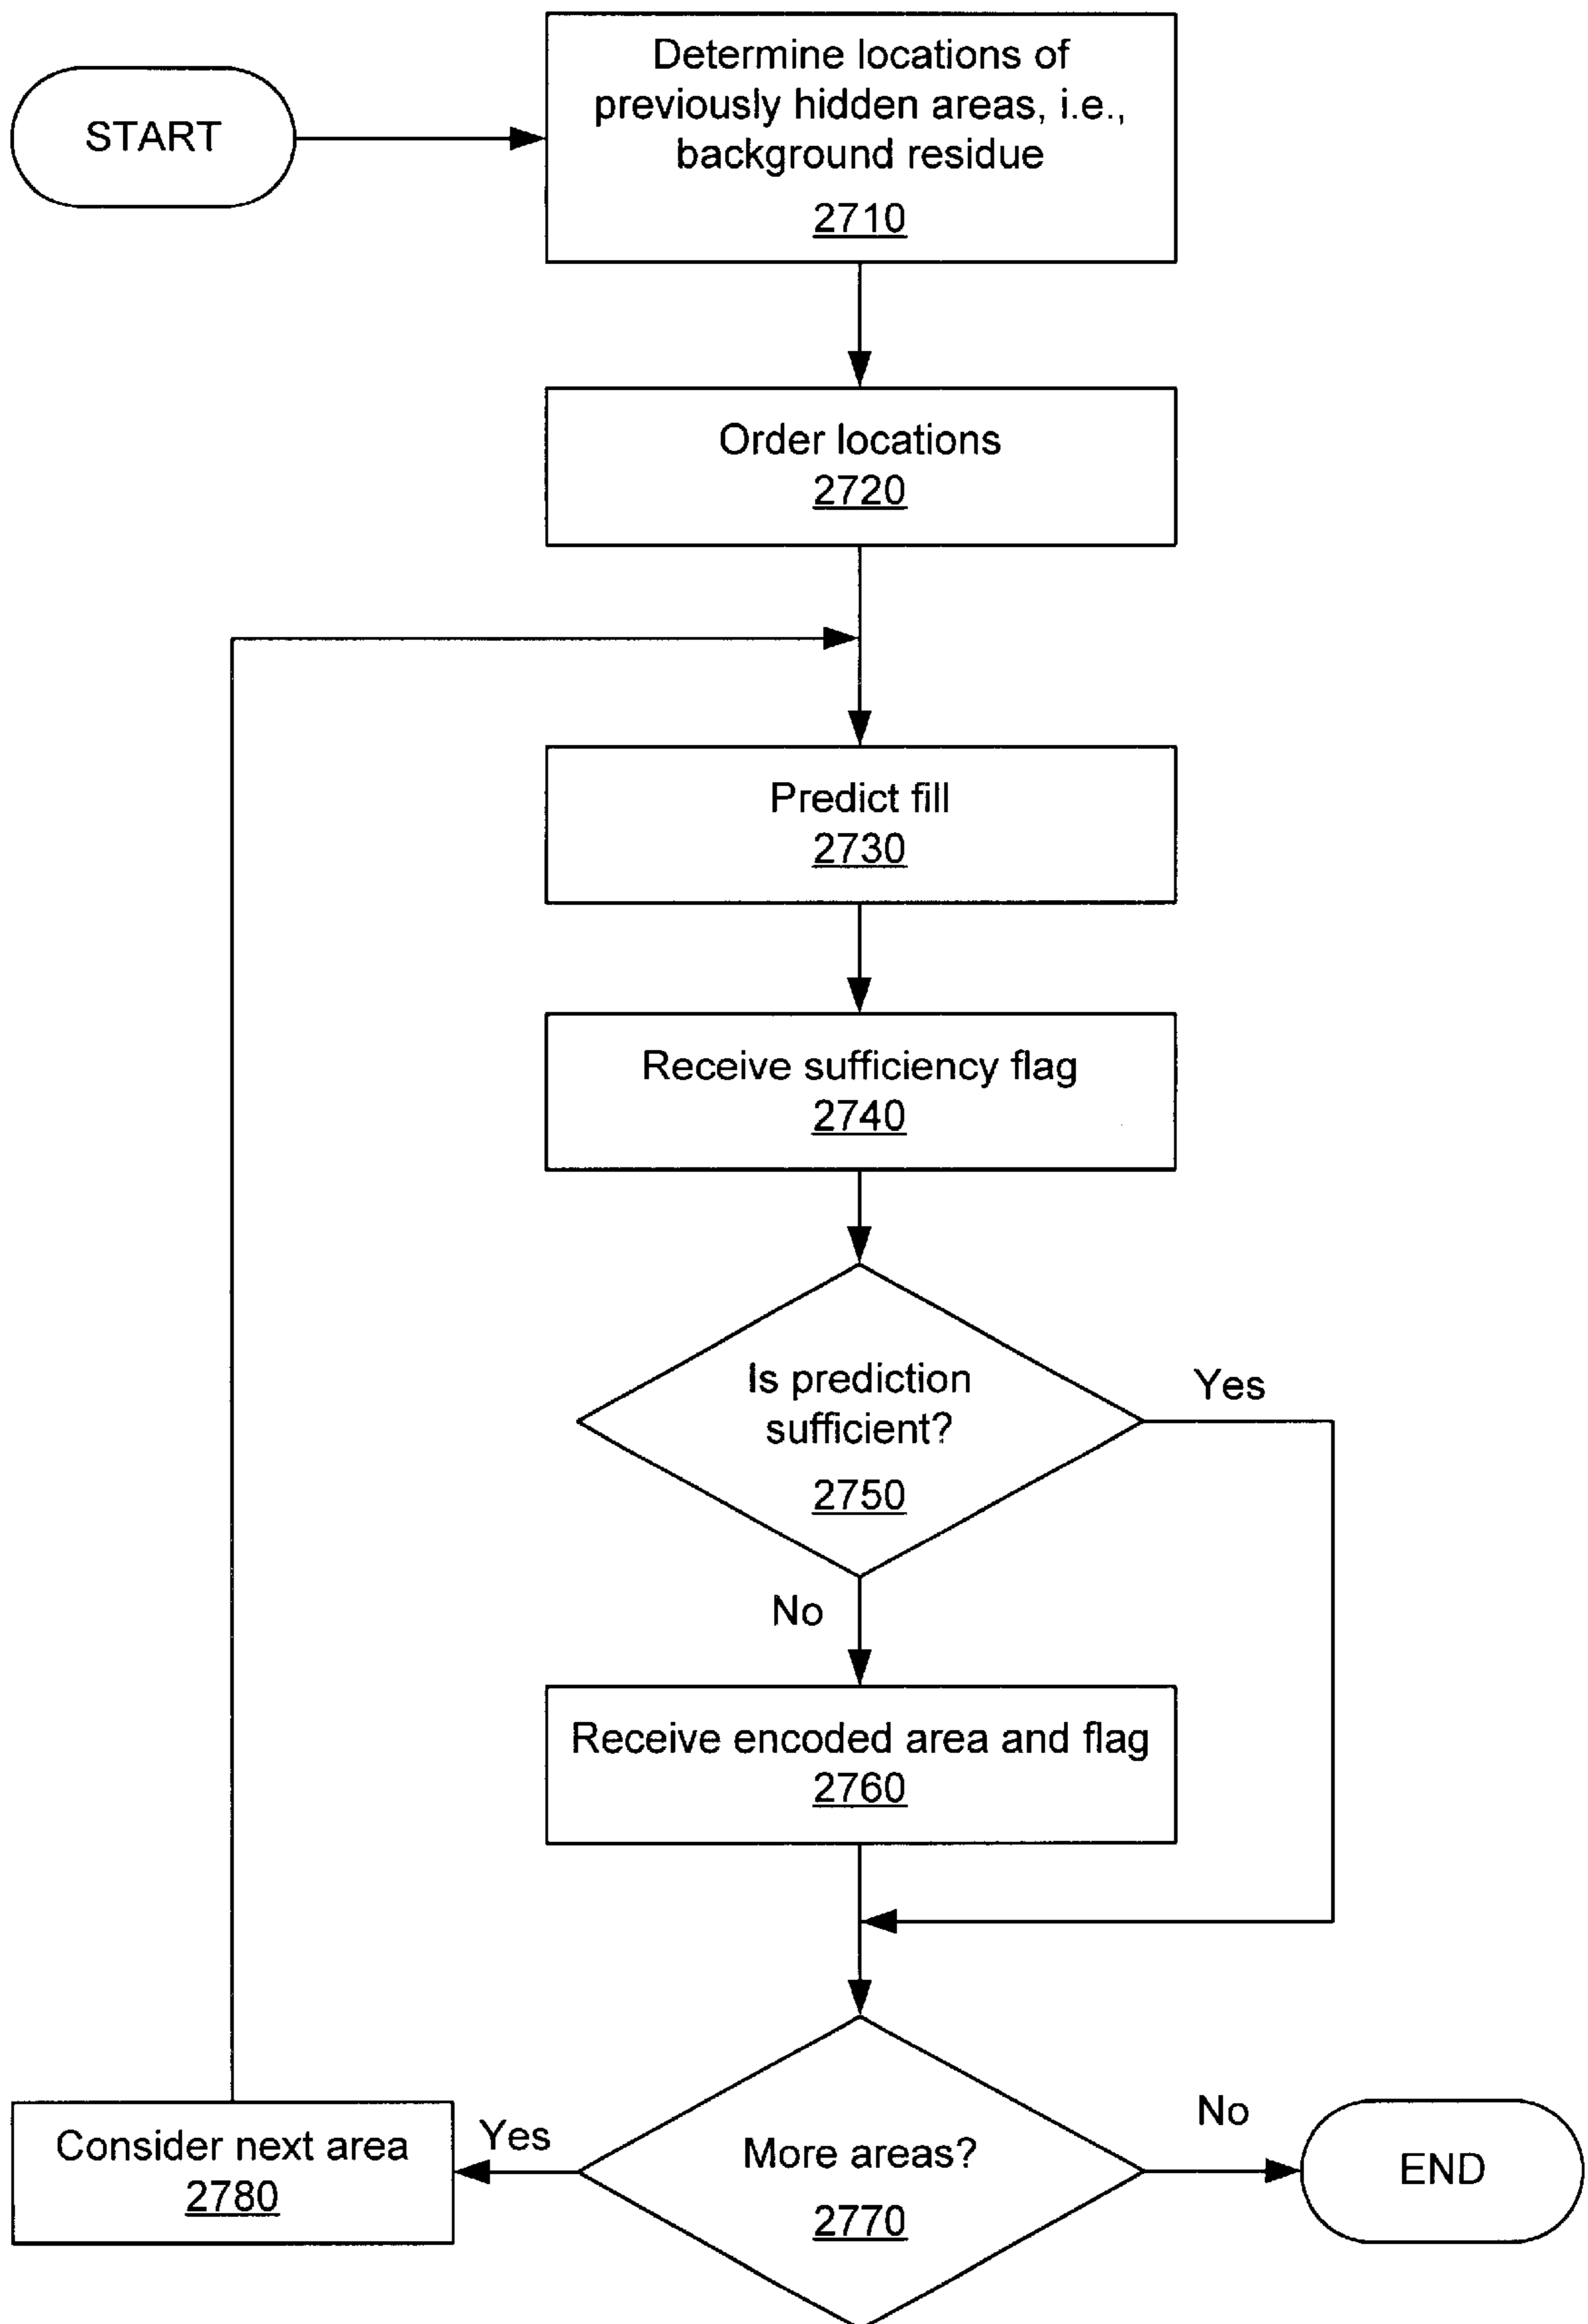 START
Determine locations of
previously hidden areas, i.e.,
background residue
2710
Order locations
2720
Predict fill
2730
Receive sufficiency flag
2740
Is prediction
sufficient?
2750
Yes
No
Receive encoded area and flag
2760
More areas?
2770
Yes
No
Consider next area
2780
END